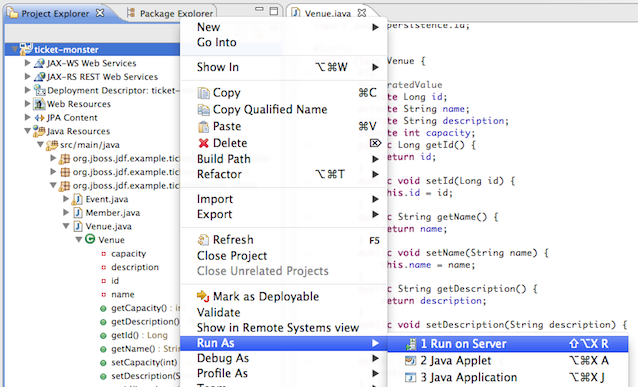 Project Explorer
Package Explorer
ticket-monster
JAX-WS Web Services
JAX-RS REST Web Services
Deployment Descriptor: ticket-
Web Resources
JPA Content
Java Resources
src/main/java
org.jboss.jdf.example.tic
org.jboss.jdf.example.tic
org.jboss.jdf.example.tic
Event.java
Member.java
Venue.java
Venue
capacity
description
id
name
getCapacity() : in
getDescription()
getId() : Long
getName() : String
setCapacity(int)
setDescription(St
New
Go Into
Show In ⌥⌘W
Copy ⌘C
Copy Qualified Name
Paste ⌘V
Delete ⌦
Build Path
Refactor ⌥⌘T
Import
Export
Refresh F5
Close Project
Close Unrelated Projects
Mark as Deployable
Validate
Show in Remote Systems view
Run As
Debug As
Profile As
Team
1 Run on Server ⇧⌥X R
2 Java Applet ⌥⌘X A
3 Java Application ⌥⌘X J
Venue.java
persistence.Id;
Venue {
ratedValue
te Long id;
te String name;
te String description;
te int capacity;
c Long getId() {
eturn id;
c void setId(Long id) {
his.id = id;
c String getName() {
eturn name;
c void setName(String name) {
his.name = name;
c String getDescription() {
eturn description;
c void setDescription(String description) {